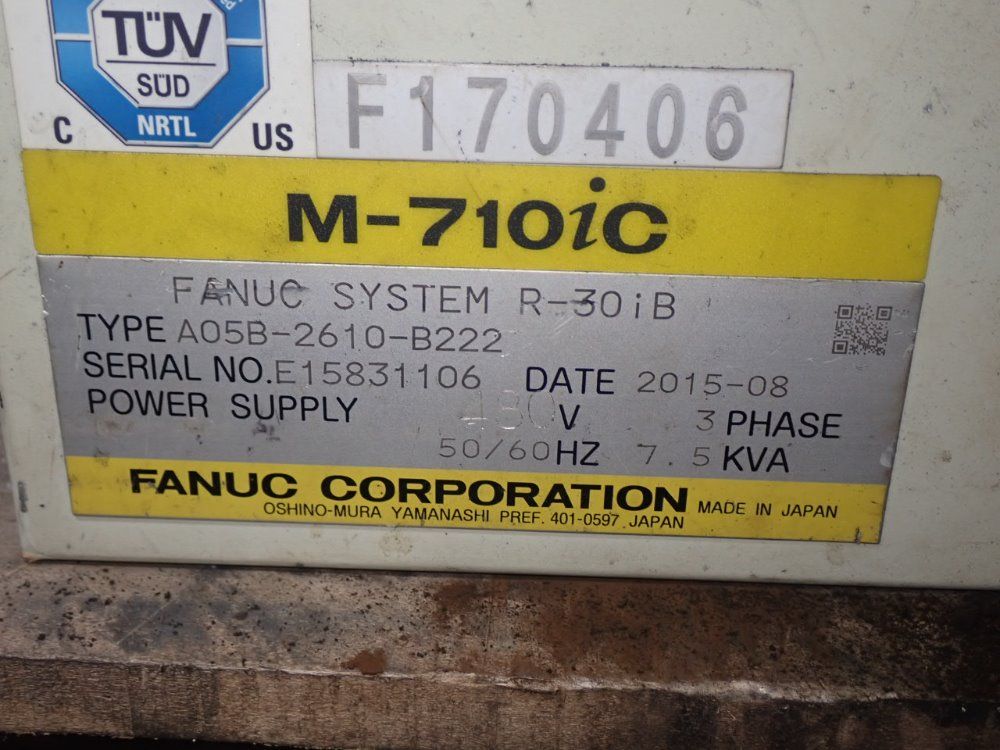 TÜV
SÜD
NRTL
C US
F170406
M-710iC
FANUC SYSTEM R-30iB
TYPE A05B-2610-B222
SERIAL NO.E15831106 DATE 2015-08
POWER SUPPLY 480V 3 PHASE
50/60HZ 7.5KVA
FANUC CORPORATION MADE IN JAPAN
OSHINO-MURA YAMANASHI PREF. 401-0597 JAPAN